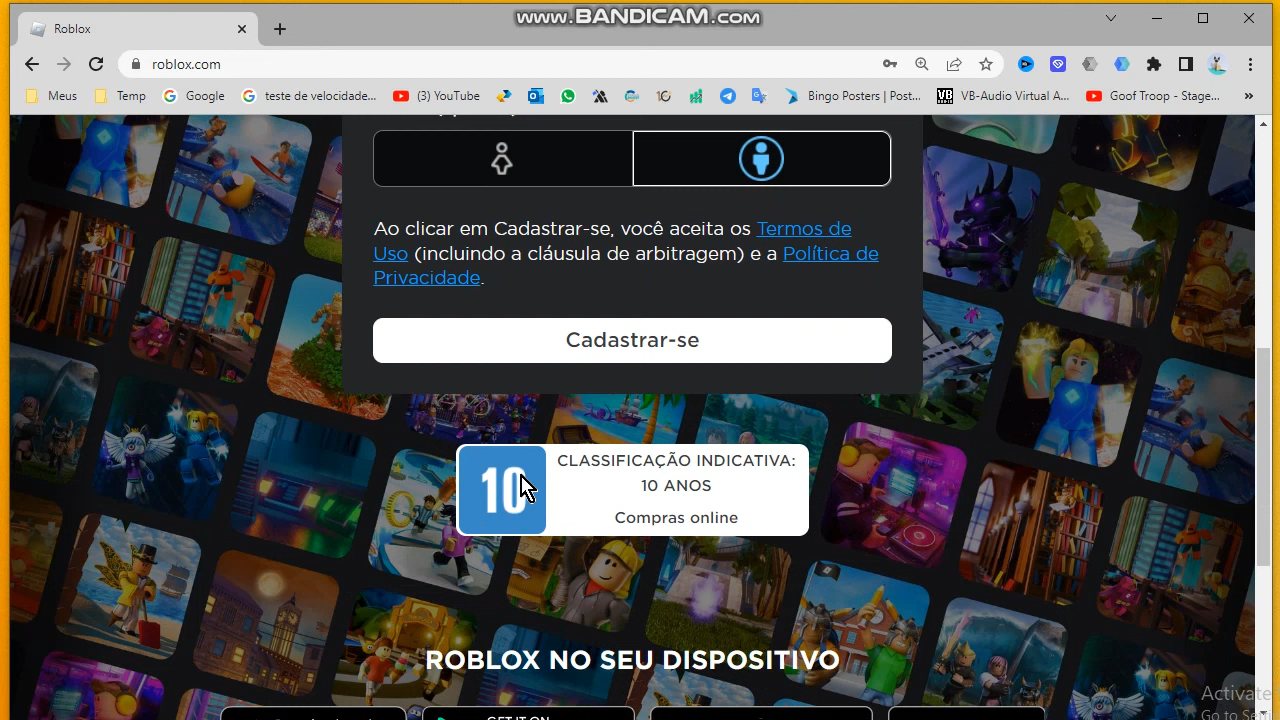 www.BANDICAM.com
Roblox
roblox.com
Meus
Temp
Google
teste de velocidade...
(3) YouTube
Bingo Posters | Post...
VB-Audio Virtual A...
Goof Troop - Stage...
»
Ao clicar em Cadastrar-se, você aceita os Termos de
Uso (incluindo a cláusula de arbitragem) e a Política de
Privacidade.
Cadastrar-se
10
CLASSIFICAÇÃO INDICATIVA:
10 ANOS
Compras online
ROBLOX NO SEU DISPOSITIVO
GET IT ON
Activate